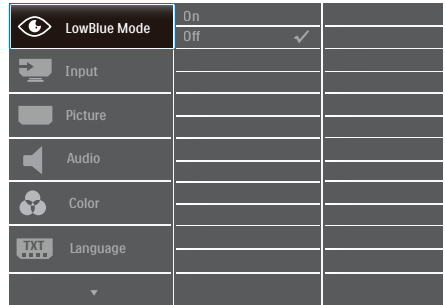 LowBlue Mode
On
Off
Input
Picture
Audio
Color
TXT
Language